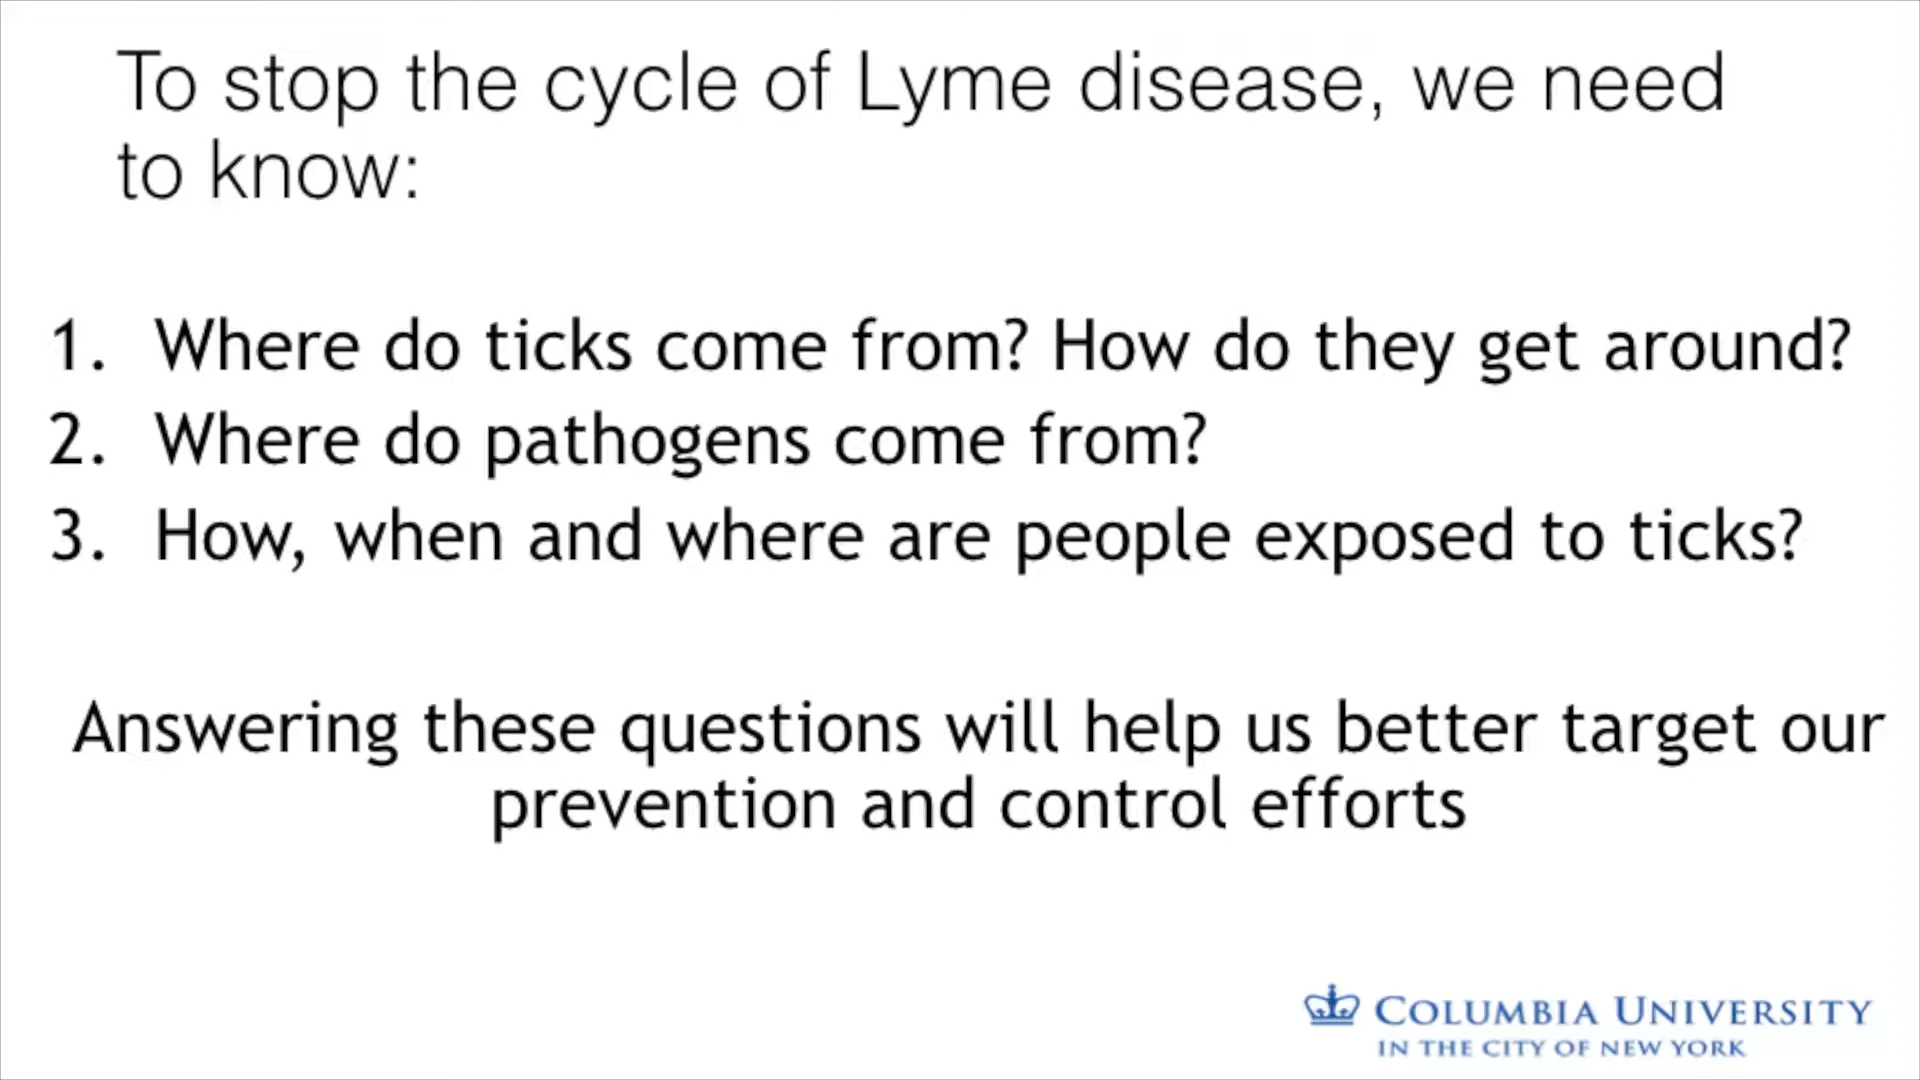 To stop the cycle of Lyme disease, we need
to know:
1. Where do ticks come from? How do they get around?
2. Where do pathogens come from?
3. How, when and where are people exposed to ticks?
Answering these questions will help us better target our
prevention and control efforts
COLUMBIA UNIVERSITY
IN THE CITY OF NEW YORK